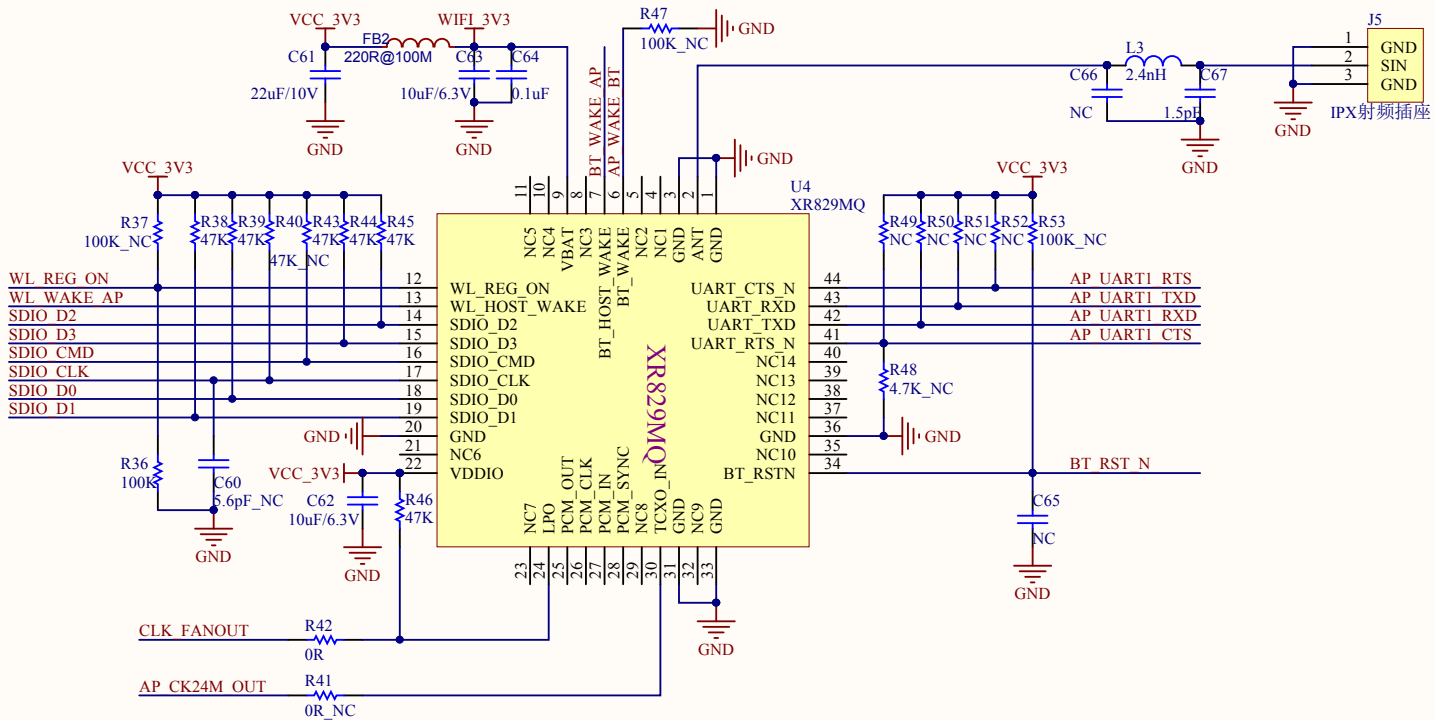 VCC_3V3
WIFI_3V3
R47
100K_NC
GND
J5
FB2
220R@100M
C61
22uF/10V
GND
C63
10uF/6.3V
C64
0.1uF
GND
BT_WAKE_AP
AP_WAKE_BT
C66
NC
L3
2.4nH
C67
1.5pF
GND
1 GND
2 SIN
3 GND
GND
IPX射频插座
GND
VCC_3V3
R37
100K_NC
R38
47K
R39
47K
R40
47K_NC
R43
47K
R44
47K
R45
47K
11 10 9 8 7 6 5 4 3 2 1
NC5 NC4 VBAT NC3 BT_HOST_WAKE BT_WAKE NC2 NC1 GND ANT GND
U4
XR829MQ
VCC_3V3
R49
NC
R50
NC
R51
NC
R52
NC
R53
100K_NC
WL_REG_ON 12 WL_REG_ON
WL_WAKE_AP 13 WL_HOST_WAKE
SDIO_D2 14 SDIO_D2
SDIO_D3 15 SDIO_D3
SDIO_CMD 16 SDIO_CMD
SDIO_CLK 17 SDIO_CLK
SDIO_D0 18 SDIO_D0
SDIO_D1 19 SDIO_D1
GND 20 GND
21 NC6
VCC_3V3 22 VDDIO
XR829MQ
UART_CTS_N 44 AP_UART1_RTS
UART_RXD 43 AP_UART1_TXD
UART_TXD 42 AP_UART1_RXD
UART_RTS_N 41 AP_UART1_CTS
NC14 40
NC13 39
NC12 38
NC11 37
GND 36 GND
NC10 35
BT_RSTN 34 BT_RST_N
R48
4.7K_NC
R36
100K
C60
5.6pF_NC
GND
C62
10uF/6.3V
GND
R46
47K
C65
NC
GND
NC7 LPO PCM_OUT PCM_CLK PCM_IN PCM_SYNC NC8 TCXO_IN GND NC9 GND
23 24 25 26 27 28 29 30 31 32 33
GND
CLK_FANOUT
R42
0R
AP_CK24M_OUT
R41
0R_NC